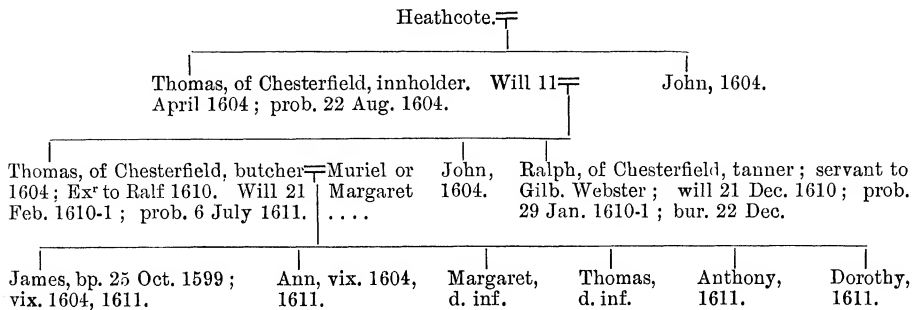 Heathcote.
Thomas, of Chesterfield, innholder. Will 11
April 1604 ; prob. 22 Aug. 1604.
John, 1604.
Thomas, of Chesterfield, butcher
1604 ; Exr to Ralf 1610. Will 21
Feb. 1610-1 ; prob. 6 July 1611.
Muriel or
Margaret
. . . .
John,
1604.
Ralph, of Chesterfield, tanner ; servant to
Gilb. Webster ; will 21 Dec. 1610 ; prob.
29 Jan. 1610-1 ; bur. 22 Dec.
James, bp. 25 Oct. 1599 ;
vix. 1604, 1611.
Ann, vix. 1604,
1611.
Margaret,
d. inf.
Thomas,
d. inf.
Anthony,
1611.
Dorothy,
1611.